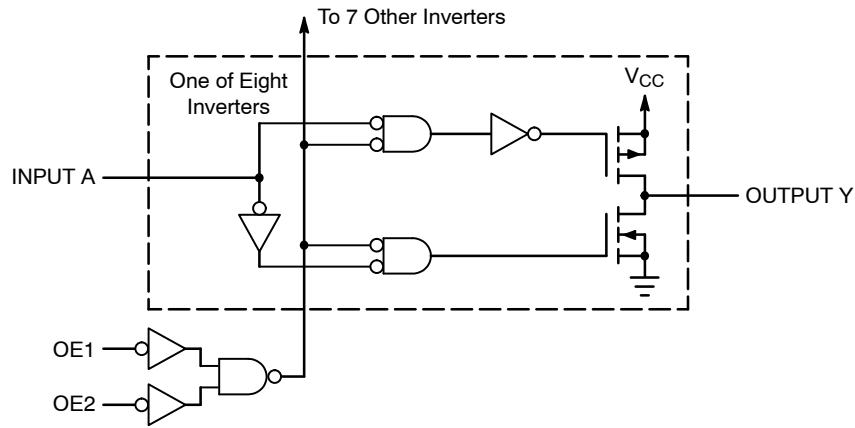 To 7 Other Inverters
One of Eight
Inverters
VCC
INPUT A
OUTPUT Y
OE1
OE2